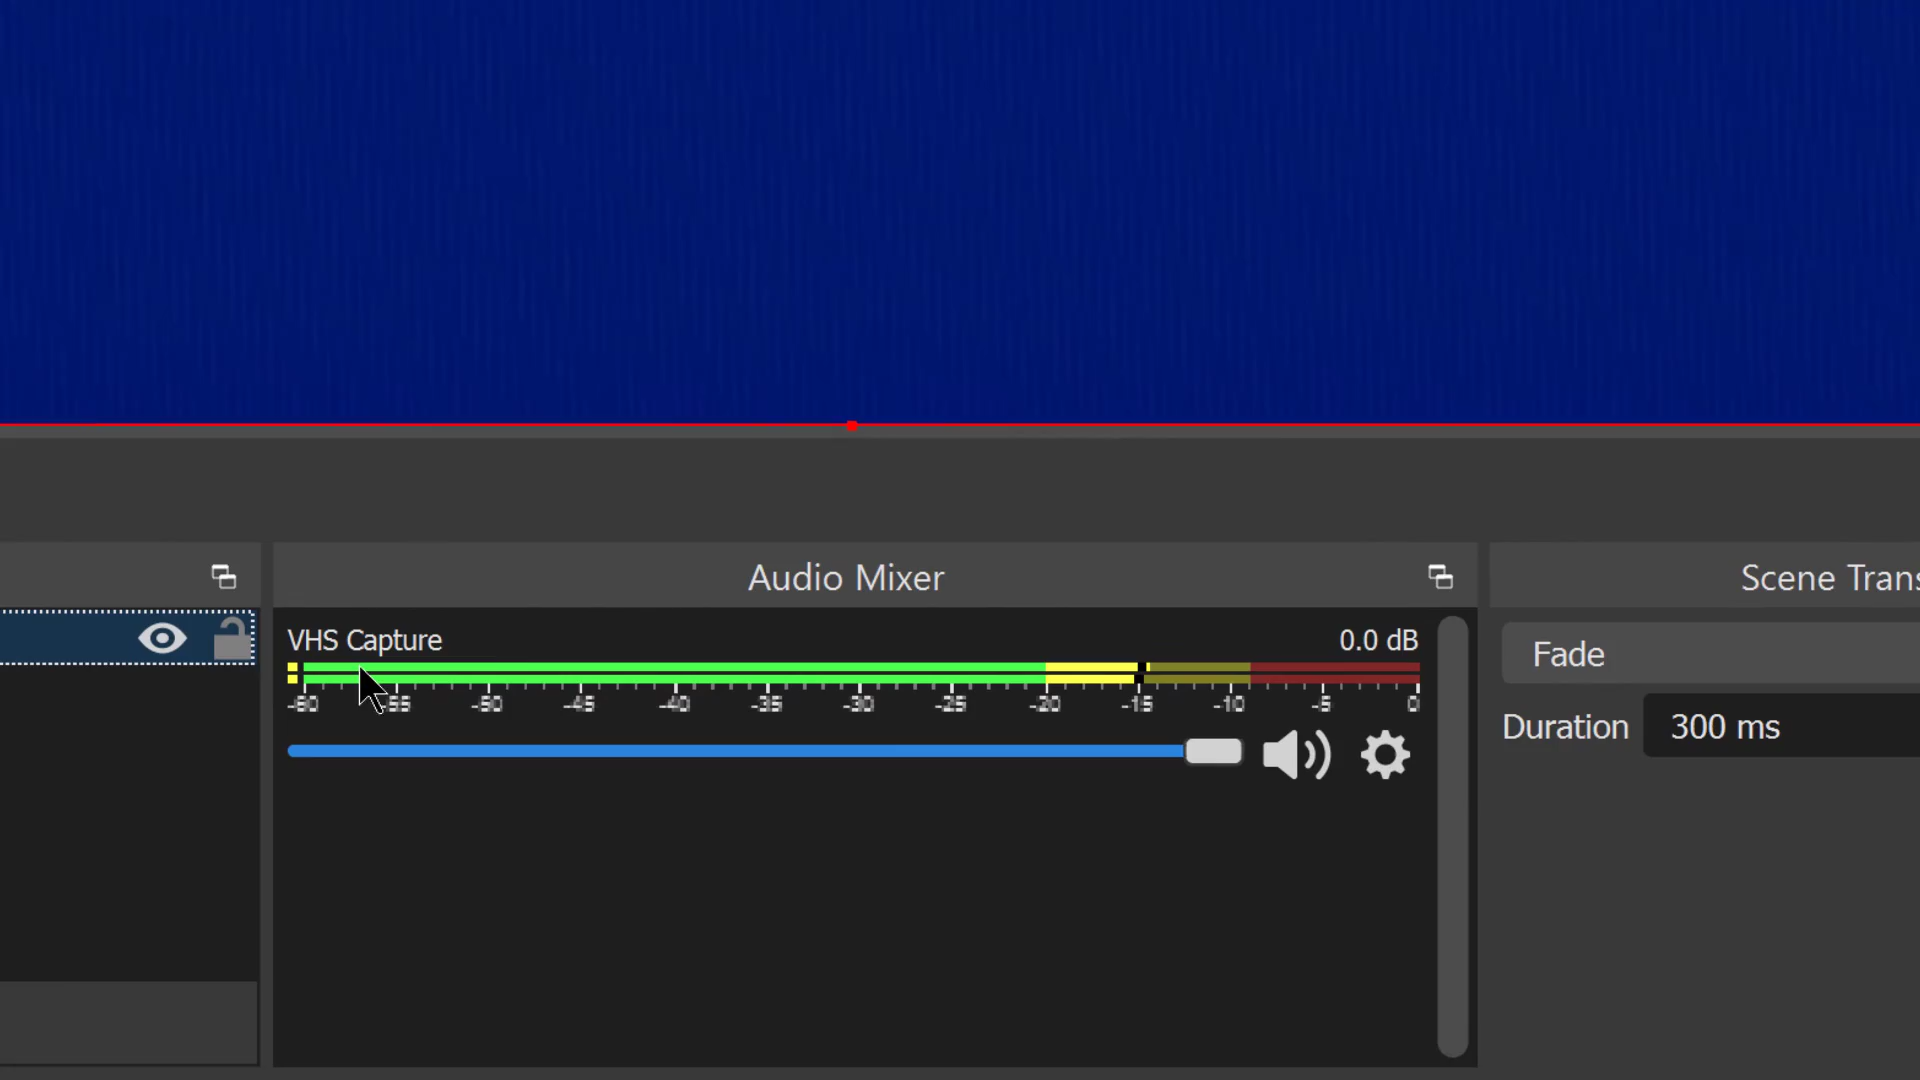 Audio Mixer
Scene Trans
VHS Capture
0.0 dB
-60 -55 -50 -45 -40 -35 -30 -25 -20 -15 -10 -5 0
Fade
Duration
300 ms